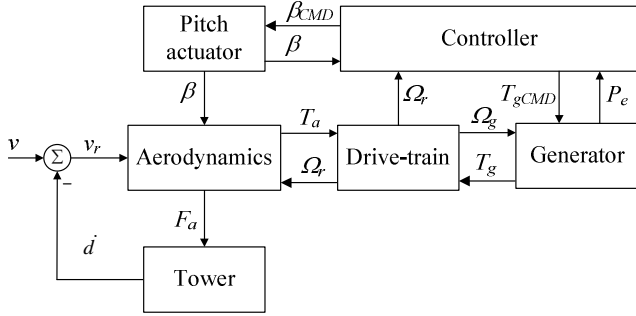 Pitch
actuator
β_CMD
β
Controller
β
Ω_r
T_gCMD
P_e
v
Σ
v_r
−
Aerodynamics
T_a
Ω_r
Drive-train
Ω_g
T_g
Generator
F_a
ḋ
Tower